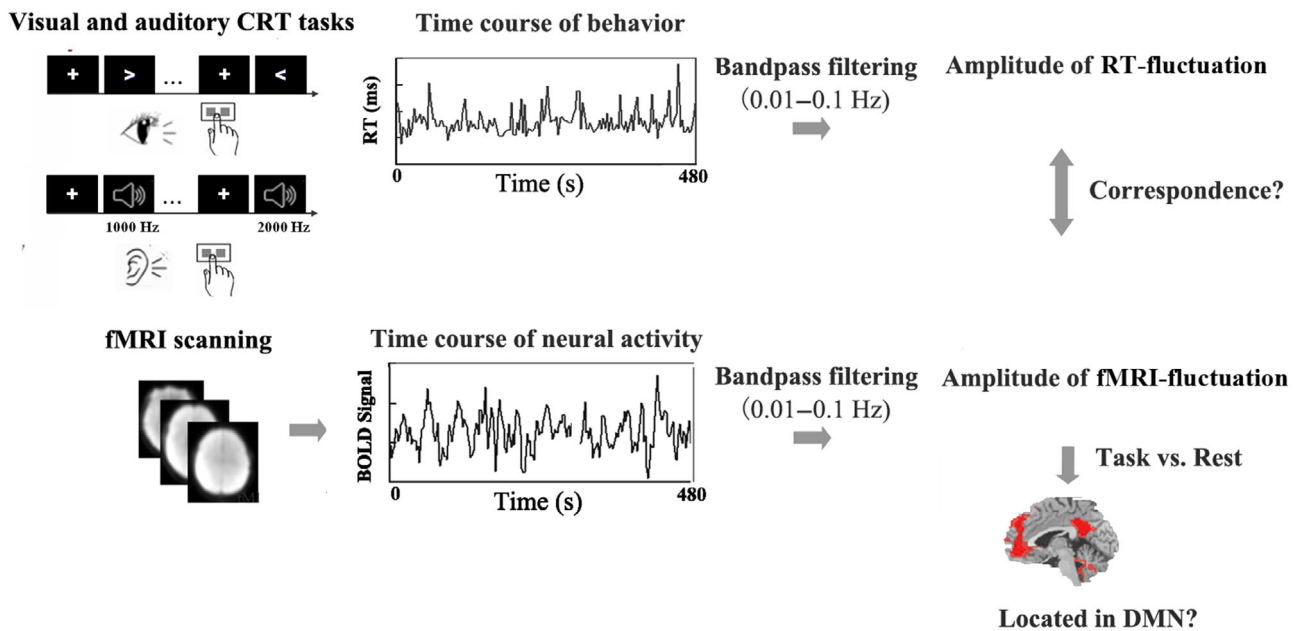 Visual and auditory CRT tasks
+ > ... + <
+ ... +
1000 Hz 2000 Hz
Time course of behavior
RT (ms)
0 480
Time (s)
Bandpass filtering
(0.01–0.1 Hz)
Amplitude of RT-fluctuation
Correspondence?
fMRI scanning
Time course of neural activity
BOLD Signal
0 480
Time (s)
Bandpass filtering
(0.01–0.1 Hz)
Amplitude of fMRI-fluctuation
Task vs. Rest
Located in DMN?